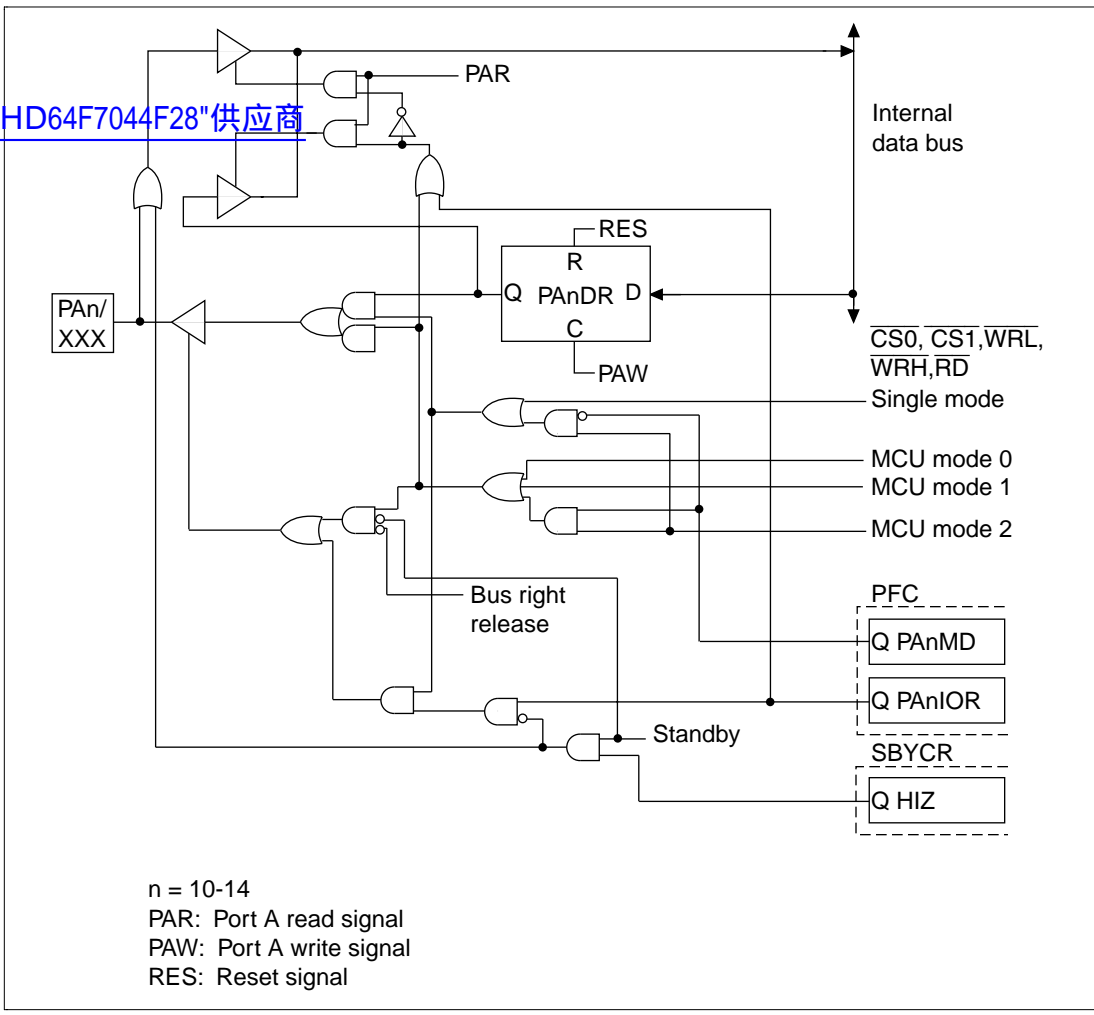 PAR
HD64F7044F28"供应商
Internal
data bus
RES
R
Q PAnDR D
C
PAW
PAn/
XXX
CS0, CS1,WRL,
WRH,RD
Single mode
MCU mode 0
MCU mode 1
MCU mode 2
Bus right
release
PFC
Q PAnMD
Q PAnIOR
Standby
SBYCR
Q HIZ
n = 10-14
PAR: Port A read signal
PAW: Port A write signal
RES: Reset signal